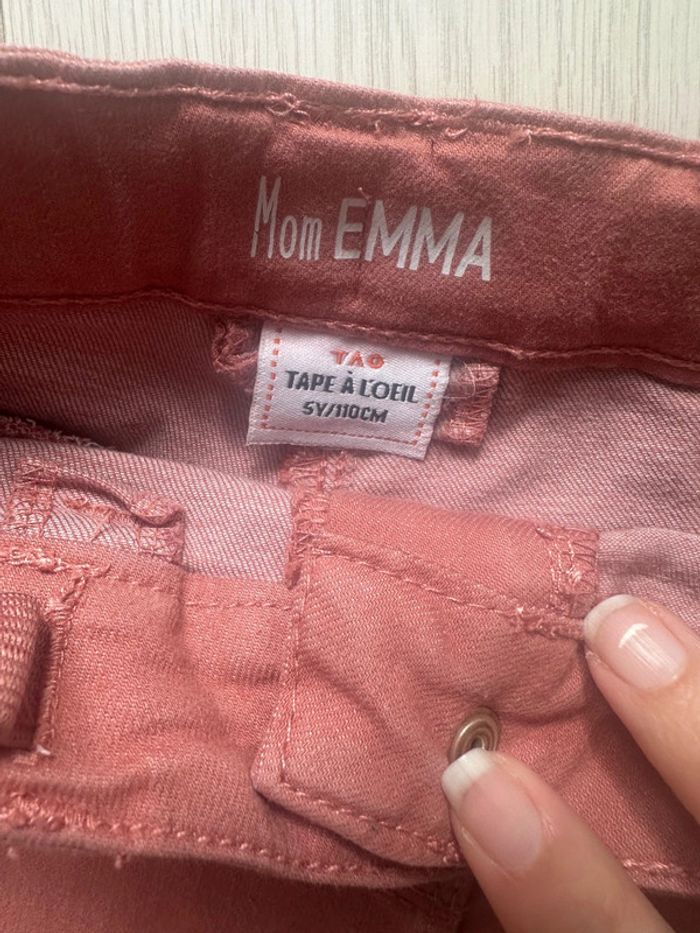 Mom EMMA
TAO
TAPE À L'OEIL
5Y/110CM